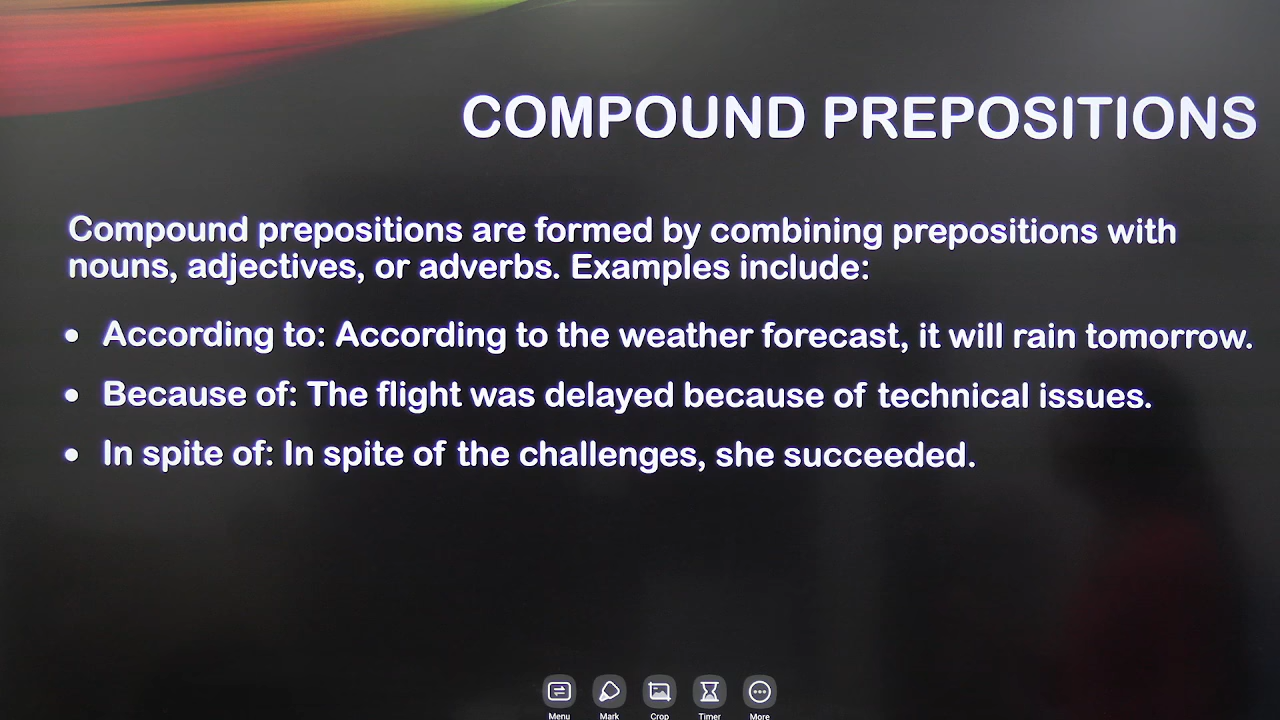 COMPOUND PREPOSITIONS
Compound prepositions are formed by combining prepositions with
nouns, adjectives, or adverbs. Examples include:
• According to: According to the weather forecast, it will rain tomorrow.
• Because of: The flight was delayed because of technical issues.
• In spite of: In spite of the challenges, she succeeded.
Menu Mark Crop Timer More